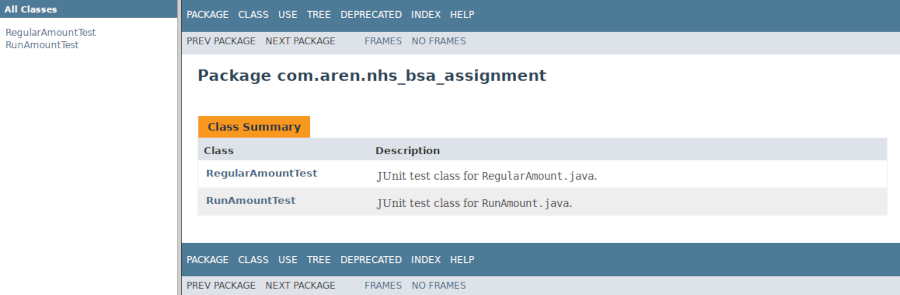 All Classes
RegularAmountTest
RunAmountTest
PACKAGE CLASS USE TREE DEPRECATED INDEX HELP
PREV PACKAGE NEXT PACKAGE FRAMES NO FRAMES
Package com.aren.nhs_bsa_assignment
Class Summary
Class Description
RegularAmountTest JUnit test class for RegularAmount.java.
RunAmountTest JUnit test class for RunAmount.java.
PACKAGE CLASS USE TREE DEPRECATED INDEX HELP
PREV PACKAGE NEXT PACKAGE FRAMES NO FRAMES